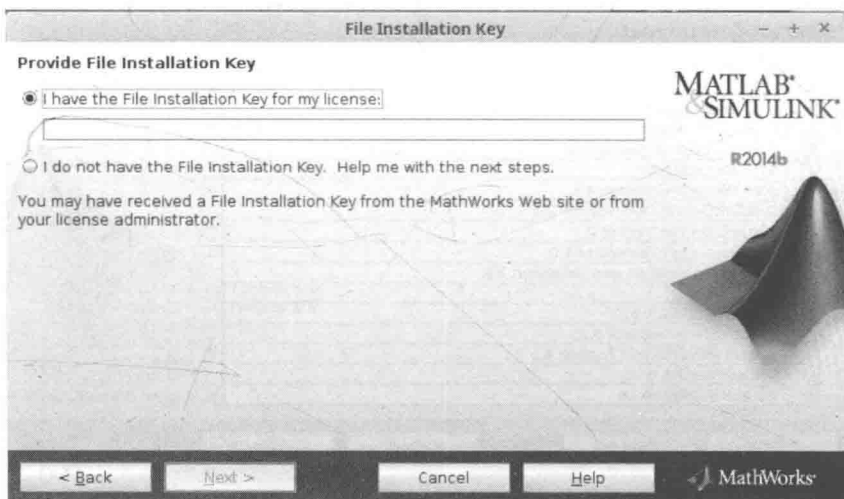 File Installation Key
Provide File Installation Key
I have the File Installation Key for my license:
I do not have the File Installation Key. Help me with the next steps.
You may have received a File Installation Key from the MathWorks Web site or from
your license administrator.
MATLAB®
&SIMULINK®
R2014b
< Back
Next >
Cancel
Help
MathWorks®